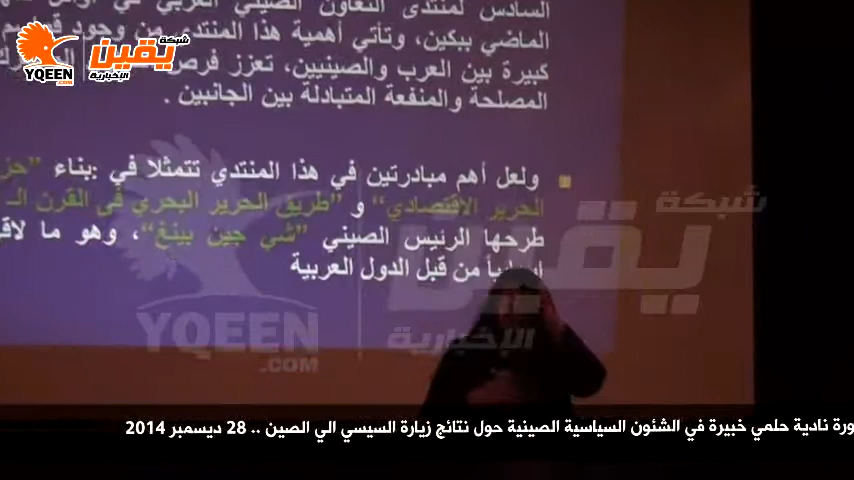 شبكة
يقين
الإخبارية
YQEEN
.COM
السادس لمنتدى التعاون الصيني العربي في
الماضي ببكين، وتأتي أهمية هذا المنتدى من وجود
كبيرة بين العرب والصينيين، تعزز فرص
المصلحة والمنفعة المتبادلة بين الجانبين .
ولعل أهم مبادرتين في هذا المنتدي تتمثلا في :بناء
الحرير الاقتصادي" و "طريق الحرير البحري في القرن الـ
طرحها الرئيس الصيني "شي جين بينغ"، وهو ما
من قبل الدول العربية
شبكة
يقين
الإخبارية
YQEEN
.COM
ورة نادية حلمي خبيرة في الشئون السياسية الصينية حول نتائج زيارة السيسي الي الصين .. 28 ديسمبر 2014